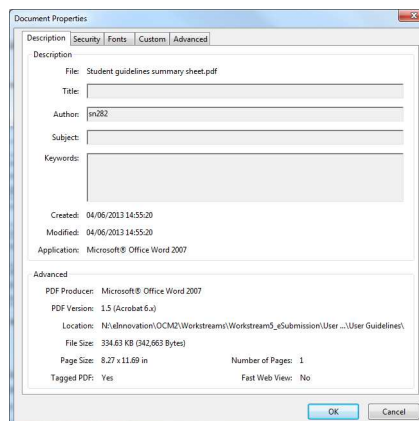 Document Properties
Description Security Fonts Custom Advanced
Description
File: Student guidelines summary sheet.pdf
Title:
Author: sn282
Subject:
Keywords:
Created: 04/06/2013 14:55:20
Modified: 04/06/2013 14:55:20
Application: Microsoft® Office Word 2007
Advanced
PDF Producer: Microsoft® Office Word 2007
PDF Version: 1.5 (Acrobat 6.x)
Location: N:\eInnovation\OCM2\Workstreams\Workstream5_eSubmission\User ...\User Guidelines\
File Size: 334.63 KB (342,663 Bytes)
Page Size: 8.27 x 11.69 in Number of Pages: 1
Tagged PDF: Yes Fast Web View: No
OK Cancel